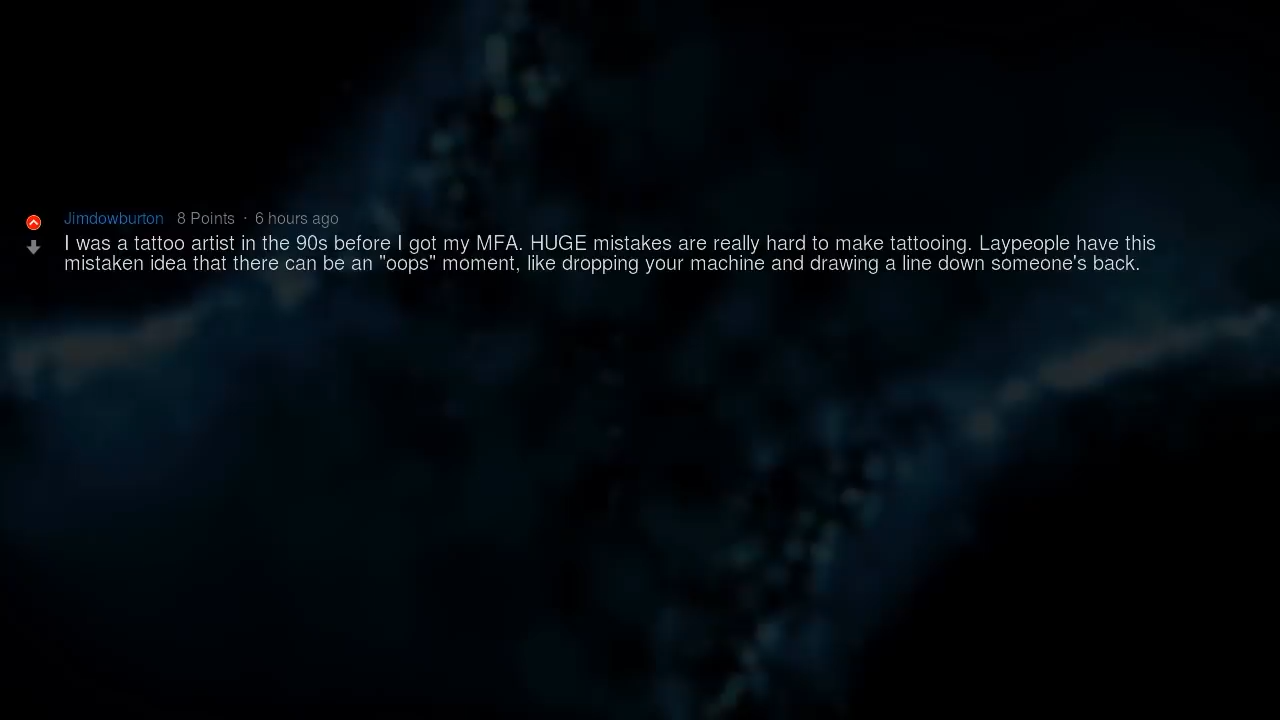 Jimdowburton 8 Points · 6 hours ago
I was a tattoo artist in the 90s before I got my MFA. HUGE mistakes are really hard to make tattooing. Laypeople have this
mistaken idea that there can be an "oops" moment, like dropping your machine and drawing a line down someone's back.